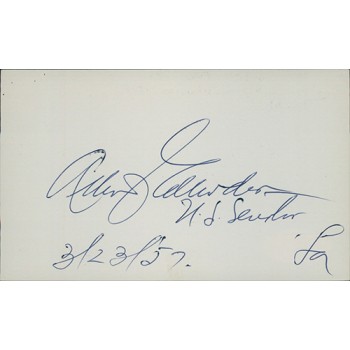 Allen J. Ellender
U.S. Senator
La
3/23/57.